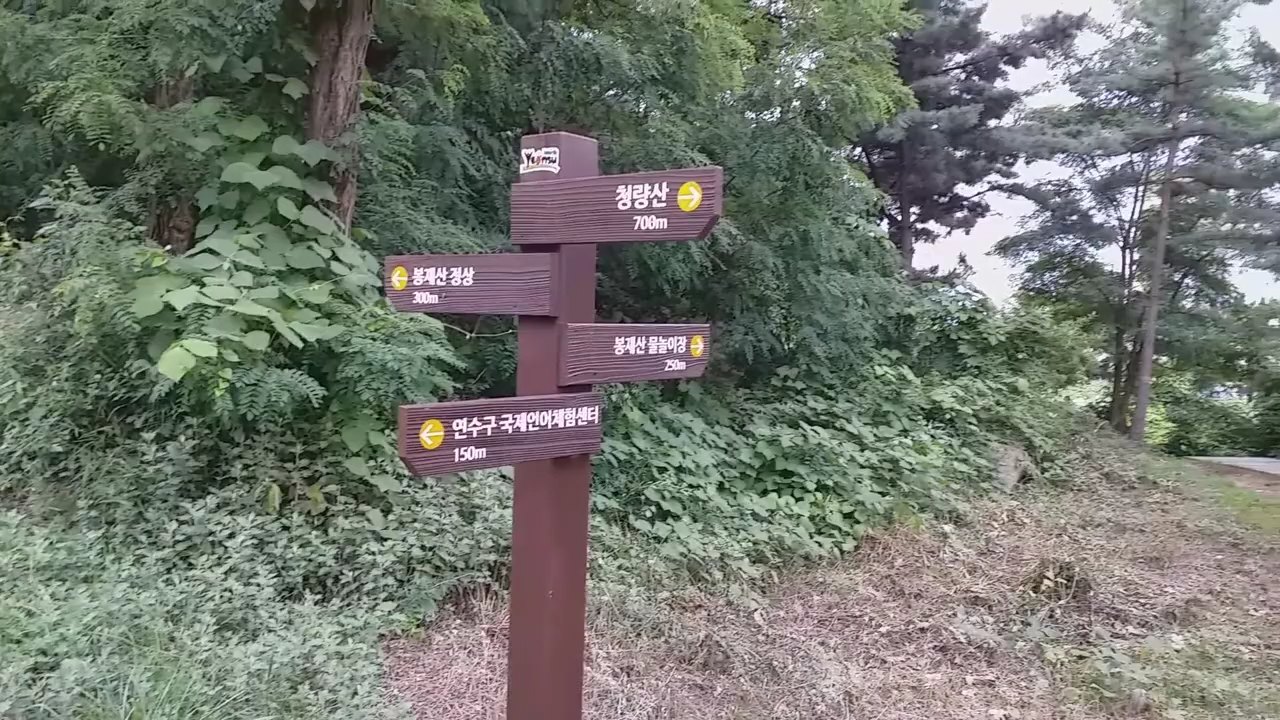 Yeonsu
청량산
700m
봉재산 정상
300m
봉재산 물놀이장
250m
연수구 국제언어체험센터
150m